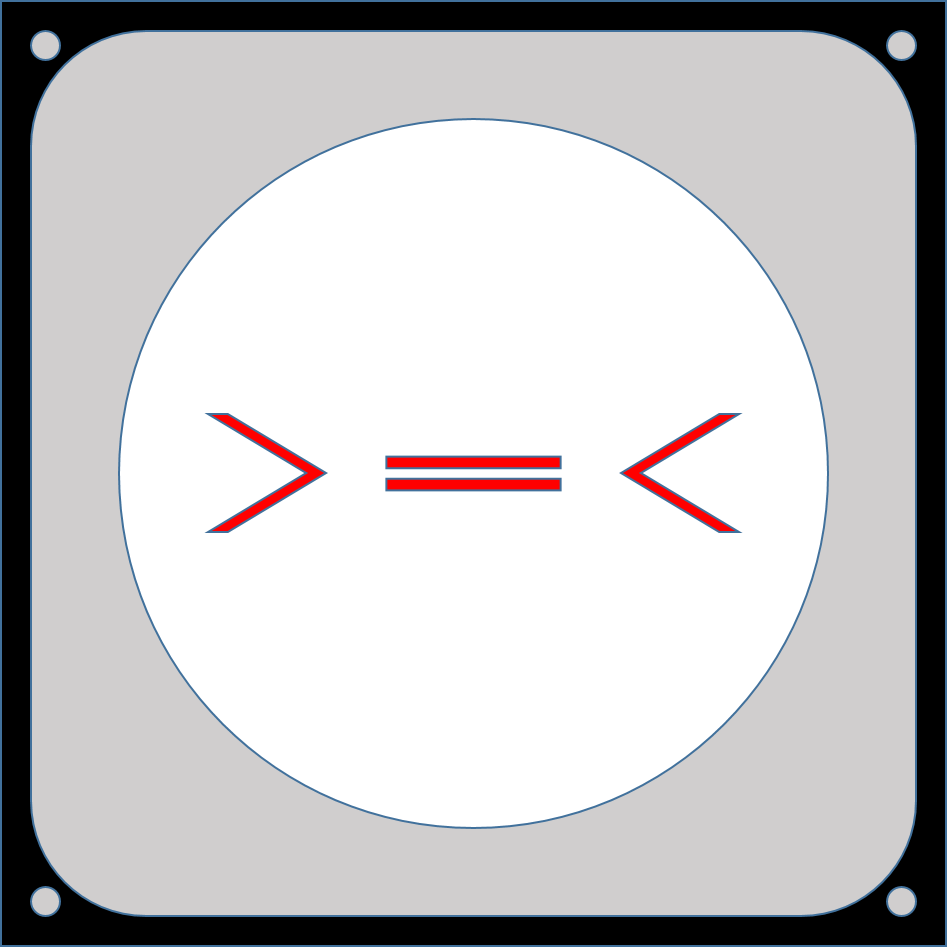 > = <